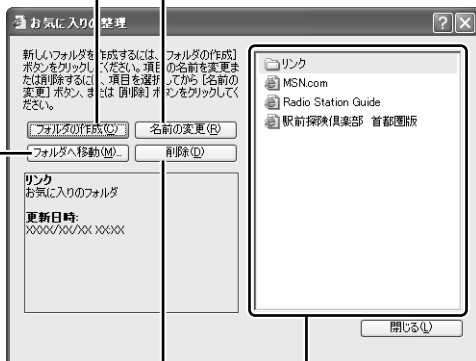 お気に入りの整理
新しいフォルダを作成するには、[フォルダの作成]
ボタンをクリックしてください。項目の名前を変更ま
たは削除するには、項目を選択してから [名前の
変更] ボタン、または [削除] ボタンをクリックしてく
ださい。
フォルダの作成(C)
名前の変更(R)
フォルダへ移動(M)...
削除(D)
リンク
お気に入りのフォルダ
更新日時:
XXXX/XX/XX XX:XX
リンク
MSN.com
Radio Station Guide
駅前探険倶楽部 首都圏版
閉じる(L)